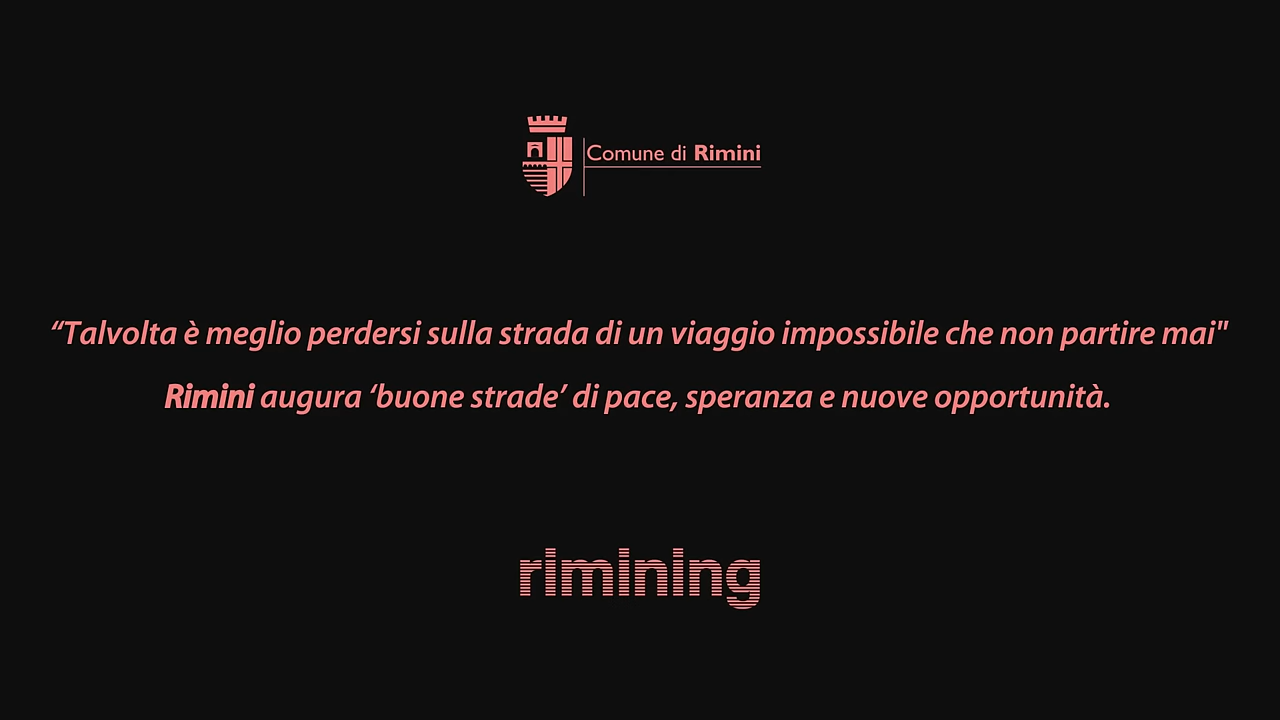 Comune di Rimini
“Talvolta è meglio perdersi sulla strada di un viaggio impossibile che non partire mai"
Rimini augura ‘buone strade’ di pace, speranza e nuove opportunità.
rimining